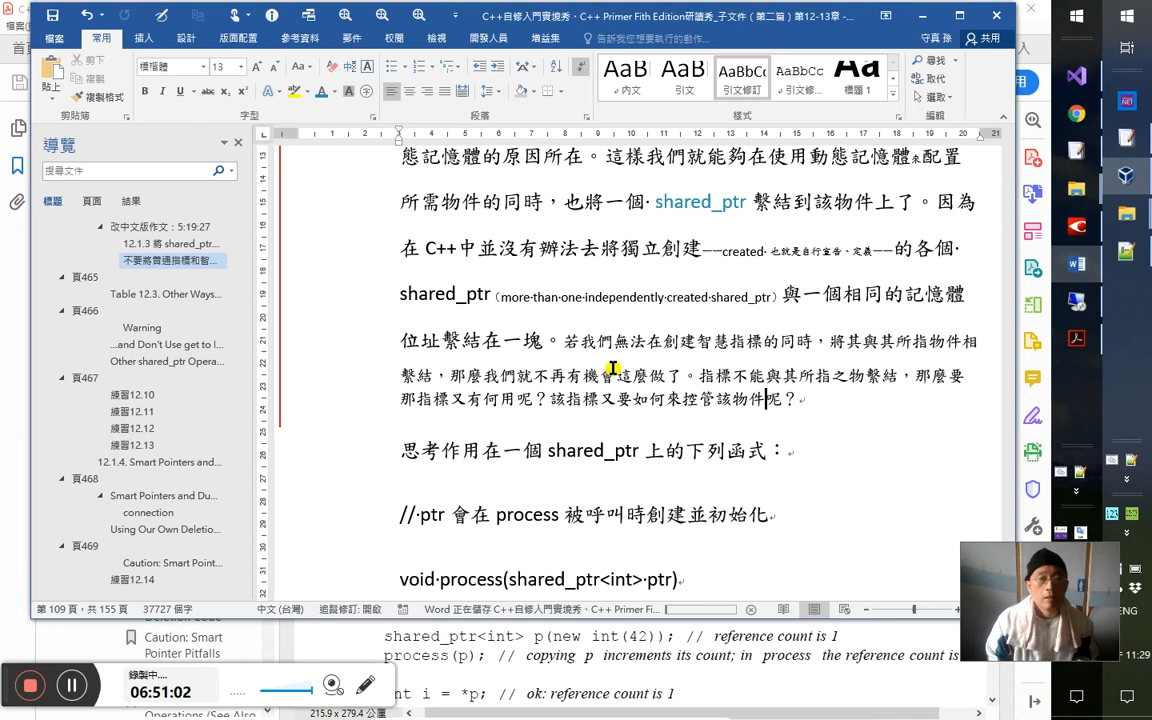 C++自修入門實境秀、C++ Primer Fith Edition研讀秀_子文件（第二篇）第12-13章 -...
檔案 常用 插入 設計 版面配置 參考資料 郵件 校閱 檢視 開發人員 增益集 告訴我您想要執行的動作... 守真 孫 共用
貼上 剪下 複製 複製格式 標楷體 13
AaBb AaBb AaBbCc AaBbCc AaB
內文 引文 引文修訂 引文修... 標題 1
尋找 取代 選取
剪貼簿 字型 段落 樣式 編輯
導覽
搜尋文件
標題 頁面 結果
改中文版作文：5:19:27
12.1.3 將 shared_ptr...
不要將普通指標和智...
頁465
Table 12.3. Other Ways...
頁466
Warning
...and Don't Use get to I...
Other shared_ptr Opera...
頁467
練習12.10
練習12.11
練習12.12
練習12.13
12.1.4. Smart Pointers and...
頁468
Smart Pointers and Du...
connection
Using Our Own Deletio...
頁469
Caution: Smart Point...
練習12.14
態記憶體的原因所在。這樣我們就能夠在使用動態記憶體來配置
所需物件的同時，也將一個· shared_ptr 繫結到該物件上了。因為
在 C++中並沒有辦法去將獨立創建──created· 也就是自行宣告、定義──的各個·
shared_ptr（more·than·one·independently·created·shared_ptr）與一個相同的記憶體
位址繫結在一塊。若我們無法在創建智慧指標的同時，將其與其所指物件相
繫結，那麼我們就不再有機會這麼做了。指標不能與其所指之物繫結，那麼要
那指標又有何用呢？該指標又要如何來控管該物件呢？
思考作用在一個 shared_ptr 上的下列函式：
//·ptr 會在 process 被呼叫時創建並初始化
void·process(shared_ptr<int>·ptr)
第 109 頁，共 155 頁 37727 個字 中文 (台灣) 追蹤修訂: 開啟 Word 正在儲存 C++自修入門實境秀、C++ Primer Fi...
Caution: Smart
Pointer Pitfalls
shared_ptr<int> p(new int(42)); // reference count is 1
process(p); // copying p increments its count; in process the reference count is
int i = *p; // ok: reference count is 1
Operations (See Also
215.9 x 279.4 公釐
錄製中...
06:51:02
ENG
11:29